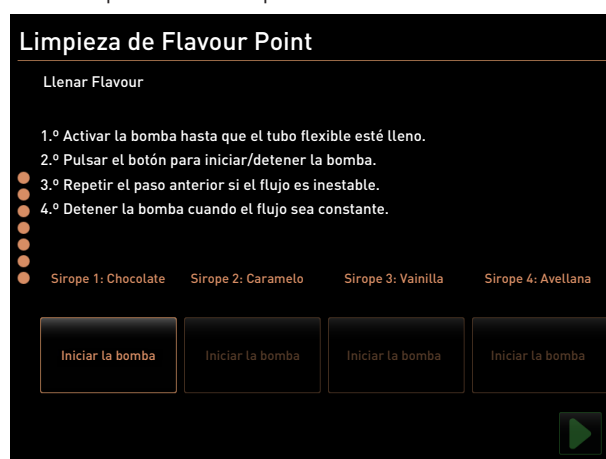 Limpieza de Flavour Point
Llenar Flavour
1.º Activar la bomba hasta que el tubo flexible esté lleno.
2.º Pulsar el botón para iniciar/detener la bomba.
3.º Repetir el paso anterior si el flujo es inestable.
4.º Detener la bomba cuando el flujo sea constante.
Sirope 1: Chocolate Sirope 2: Caramelo Sirope 3: Vainilla Sirope 4: Avellana
Iniciar la bomba Iniciar la bomba Iniciar la bomba Iniciar la bomba